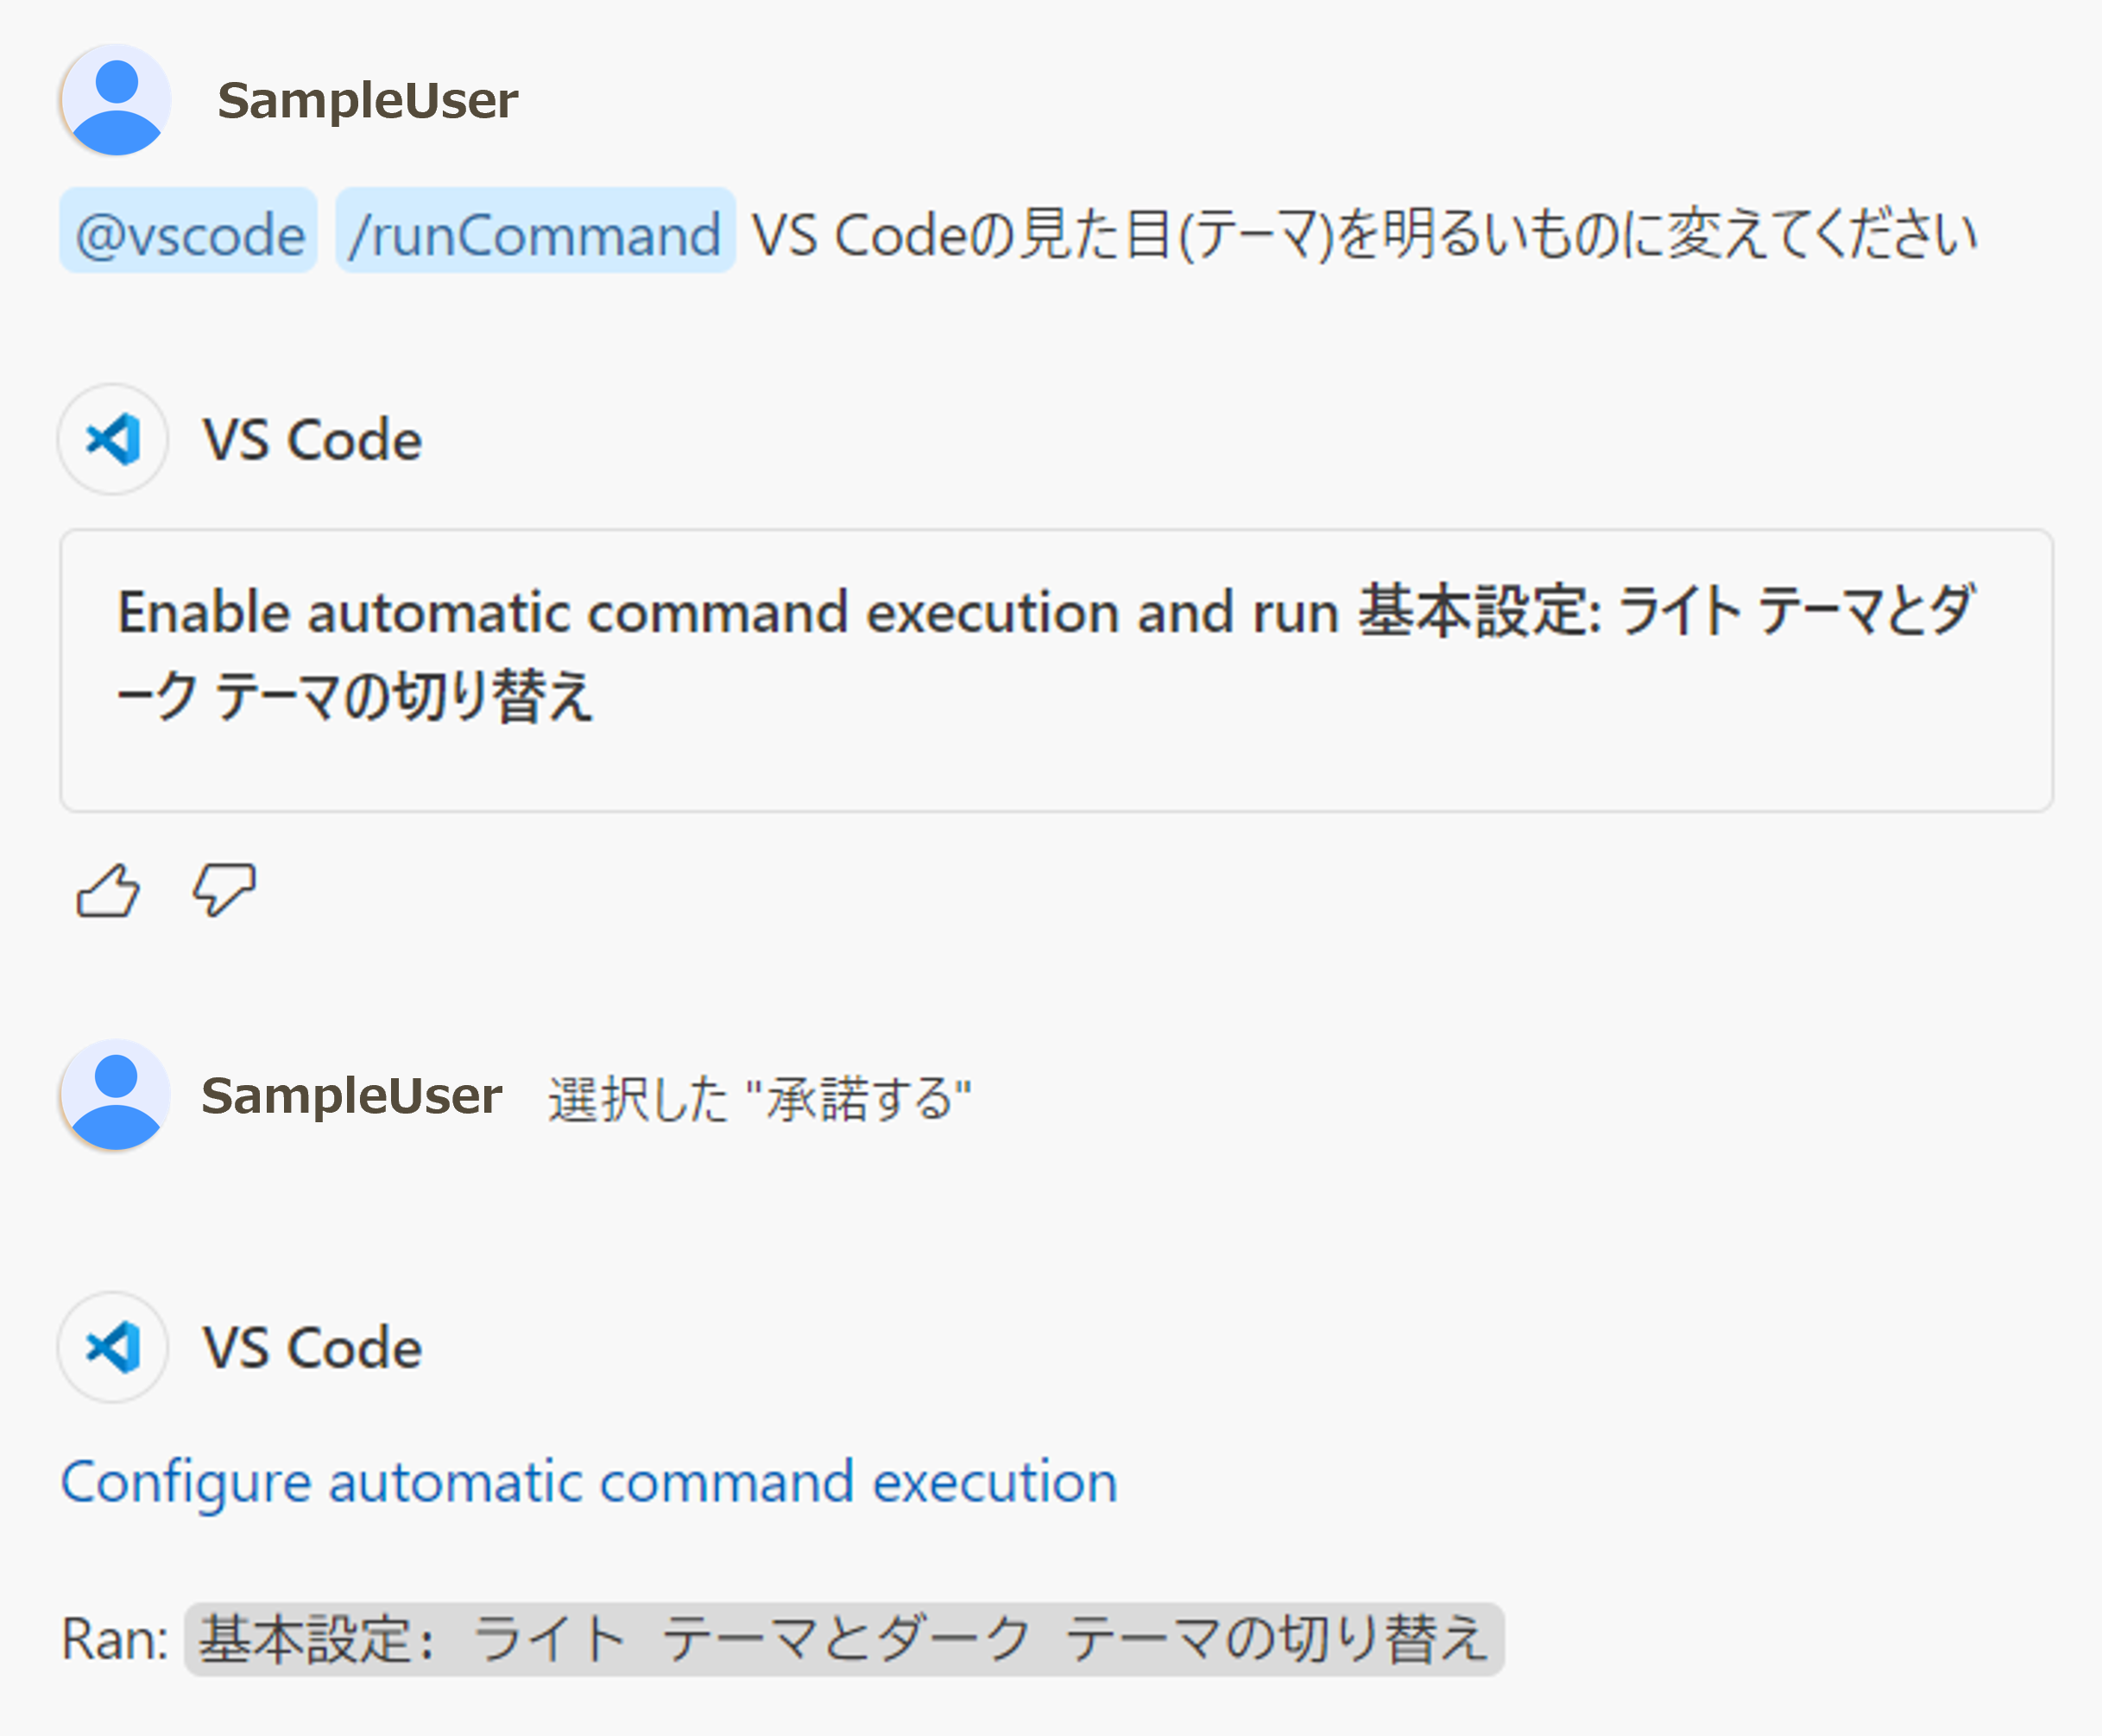 SampleUser
@vscode /runCommand VS Codeの見た目(テーマ)を明るいものに変えてください
VS Code
Enable automatic command execution and run 基本設定: ライト テーマとダ
ーク テーマの切り替え
SampleUser 選択した "承諾する"
VS Code
Configure automatic command execution
Ran: 基本設定: ライト テーマとダーク テーマの切り替え